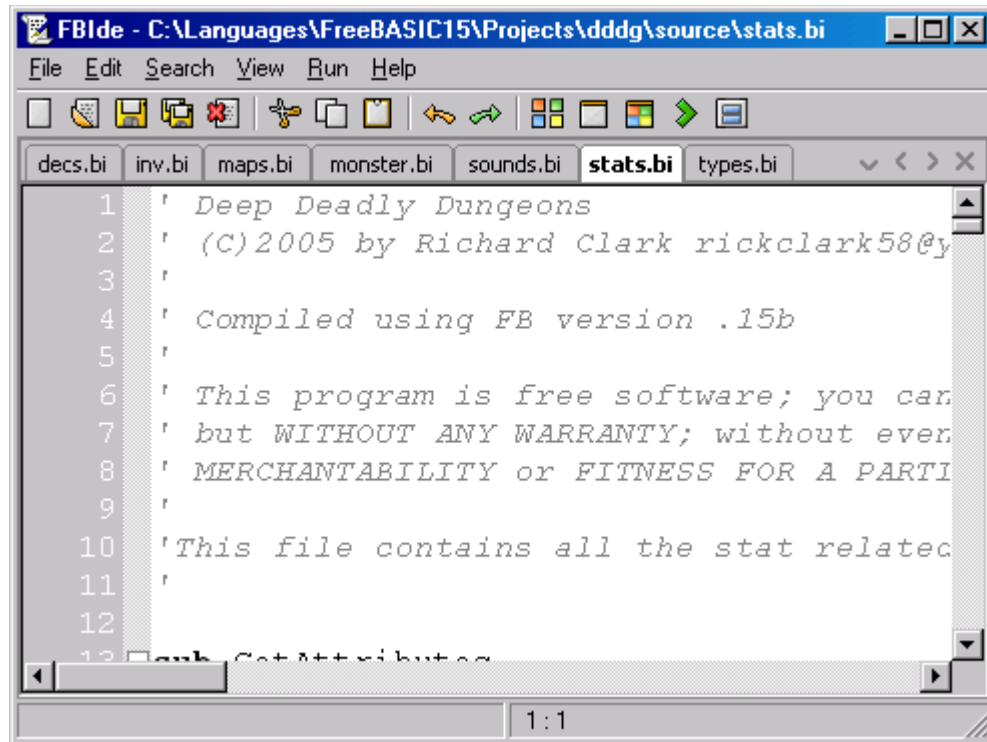 FBIde - C:\Languages\FreeBASIC15\Projects\dddg\source\stats.bi
File Edit Search View Run Help
decs.bi inv.bi maps.bi monster.bi sounds.bi stats.bi types.bi
1 ' Deep Deadly Dungeons
2 ' (C)2005 by Richard Clark rickclark58@y
3 '
4 ' Compiled using FB version .15b
5 '
6 ' This program is free software; you can
7 ' but WITHOUT ANY WARRANTY; without even
8 ' MERCHANTABILITY or FITNESS FOR A PARTI
9 '
10 'This file contains all the stat related
11 '
12
13 sub GetAttributes
1:1